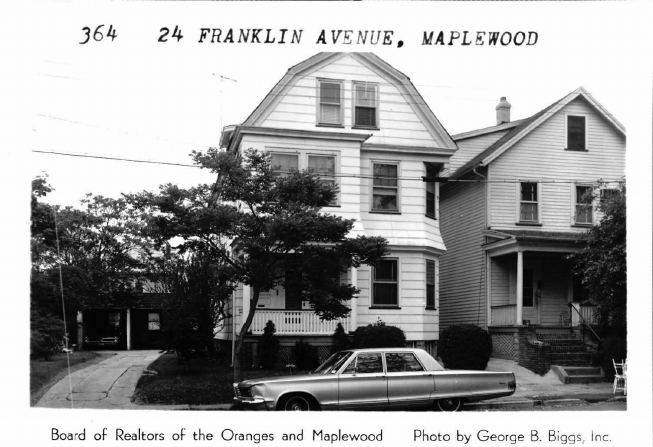 364 24 FRANKLIN AVENUE, MAPLEWOOD
Board of Realtors of the Oranges and Maplewood Photo by George B. Biggs, Inc.